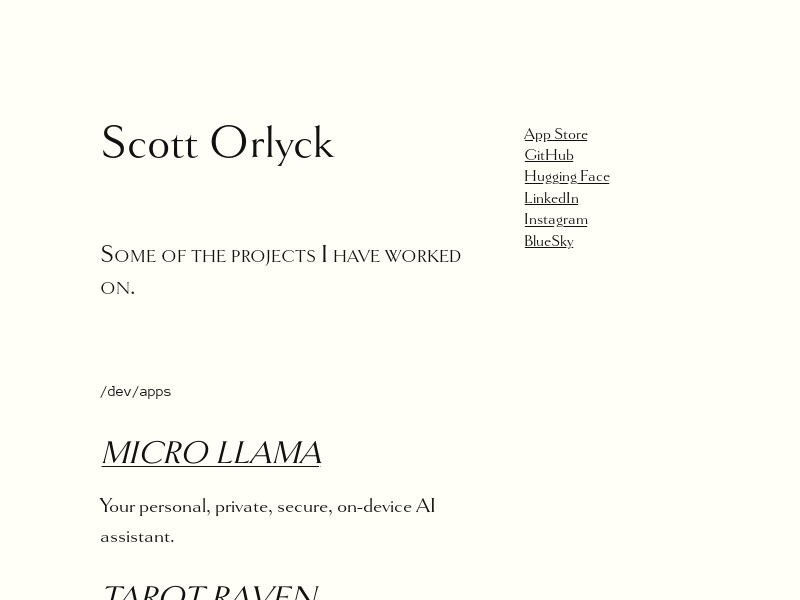 Scott Orlyck
App Store
GitHub
Hugging Face
LinkedIn
Instagram
BlueSky
Some of the projects I have worked
on.
/dev/apps
MICRO LLAMA
Your personal, private, secure, on-device AI
assistant.
TAROT RAVEN